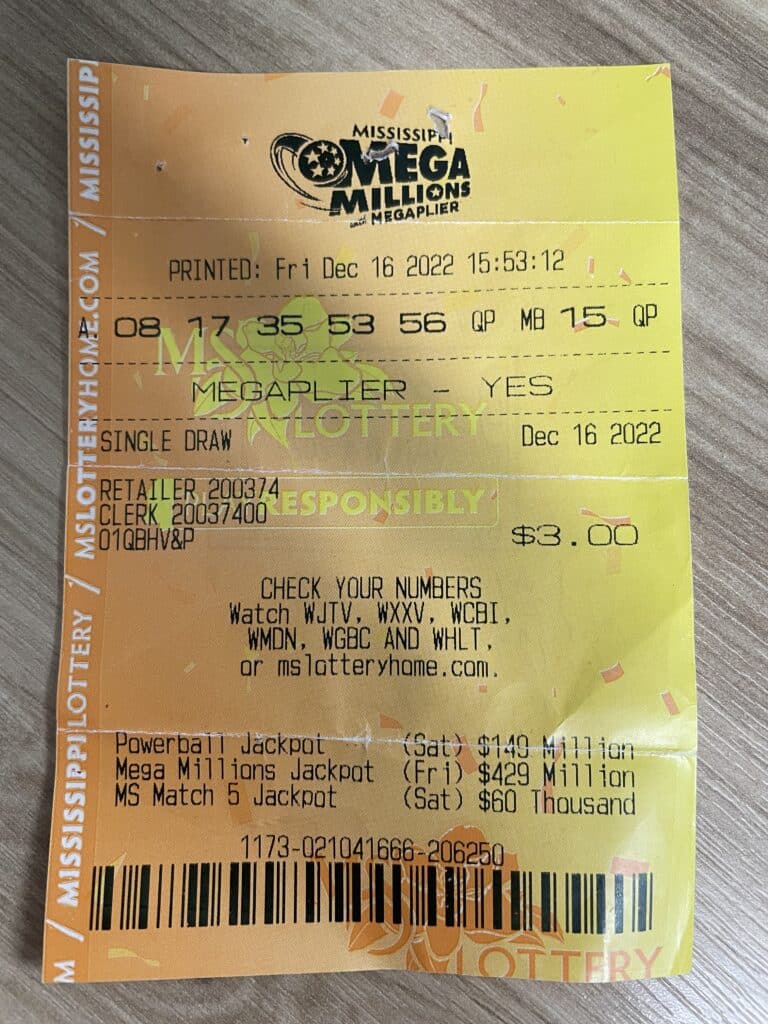 MISSISSIPPI
MEGA
MILLIONS
with MEGAPLIER
PRINTED: Fri Dec 16 2022 15:53:12
A. 08 17 35 53 56 QP MB 15 QP
MS
MEGAPLIER - YES
LOTTERY
SINGLE DRAW Dec 16 2022
RETAILER 200374
RESPONSIBLY
CLERK 20037400
01QBHV&P
$3.00
CHECK YOUR NUMBERS
Watch WJTV, WXXV, WCBI,
WMDN, WGBC AND WHLT,
or mslotteryhome.com.
Powerball Jackpot (Sat) $149 Million
Mega Millions Jackpot (Fri) $429 Million
MS Match 5 Jackpot (Sat) $60 Thousand
1173-021041666-206250
LOTTERY
M / MISSISSIPPI LOTTERY / MSLOTTERYHOME.COM / MISSISSIPI